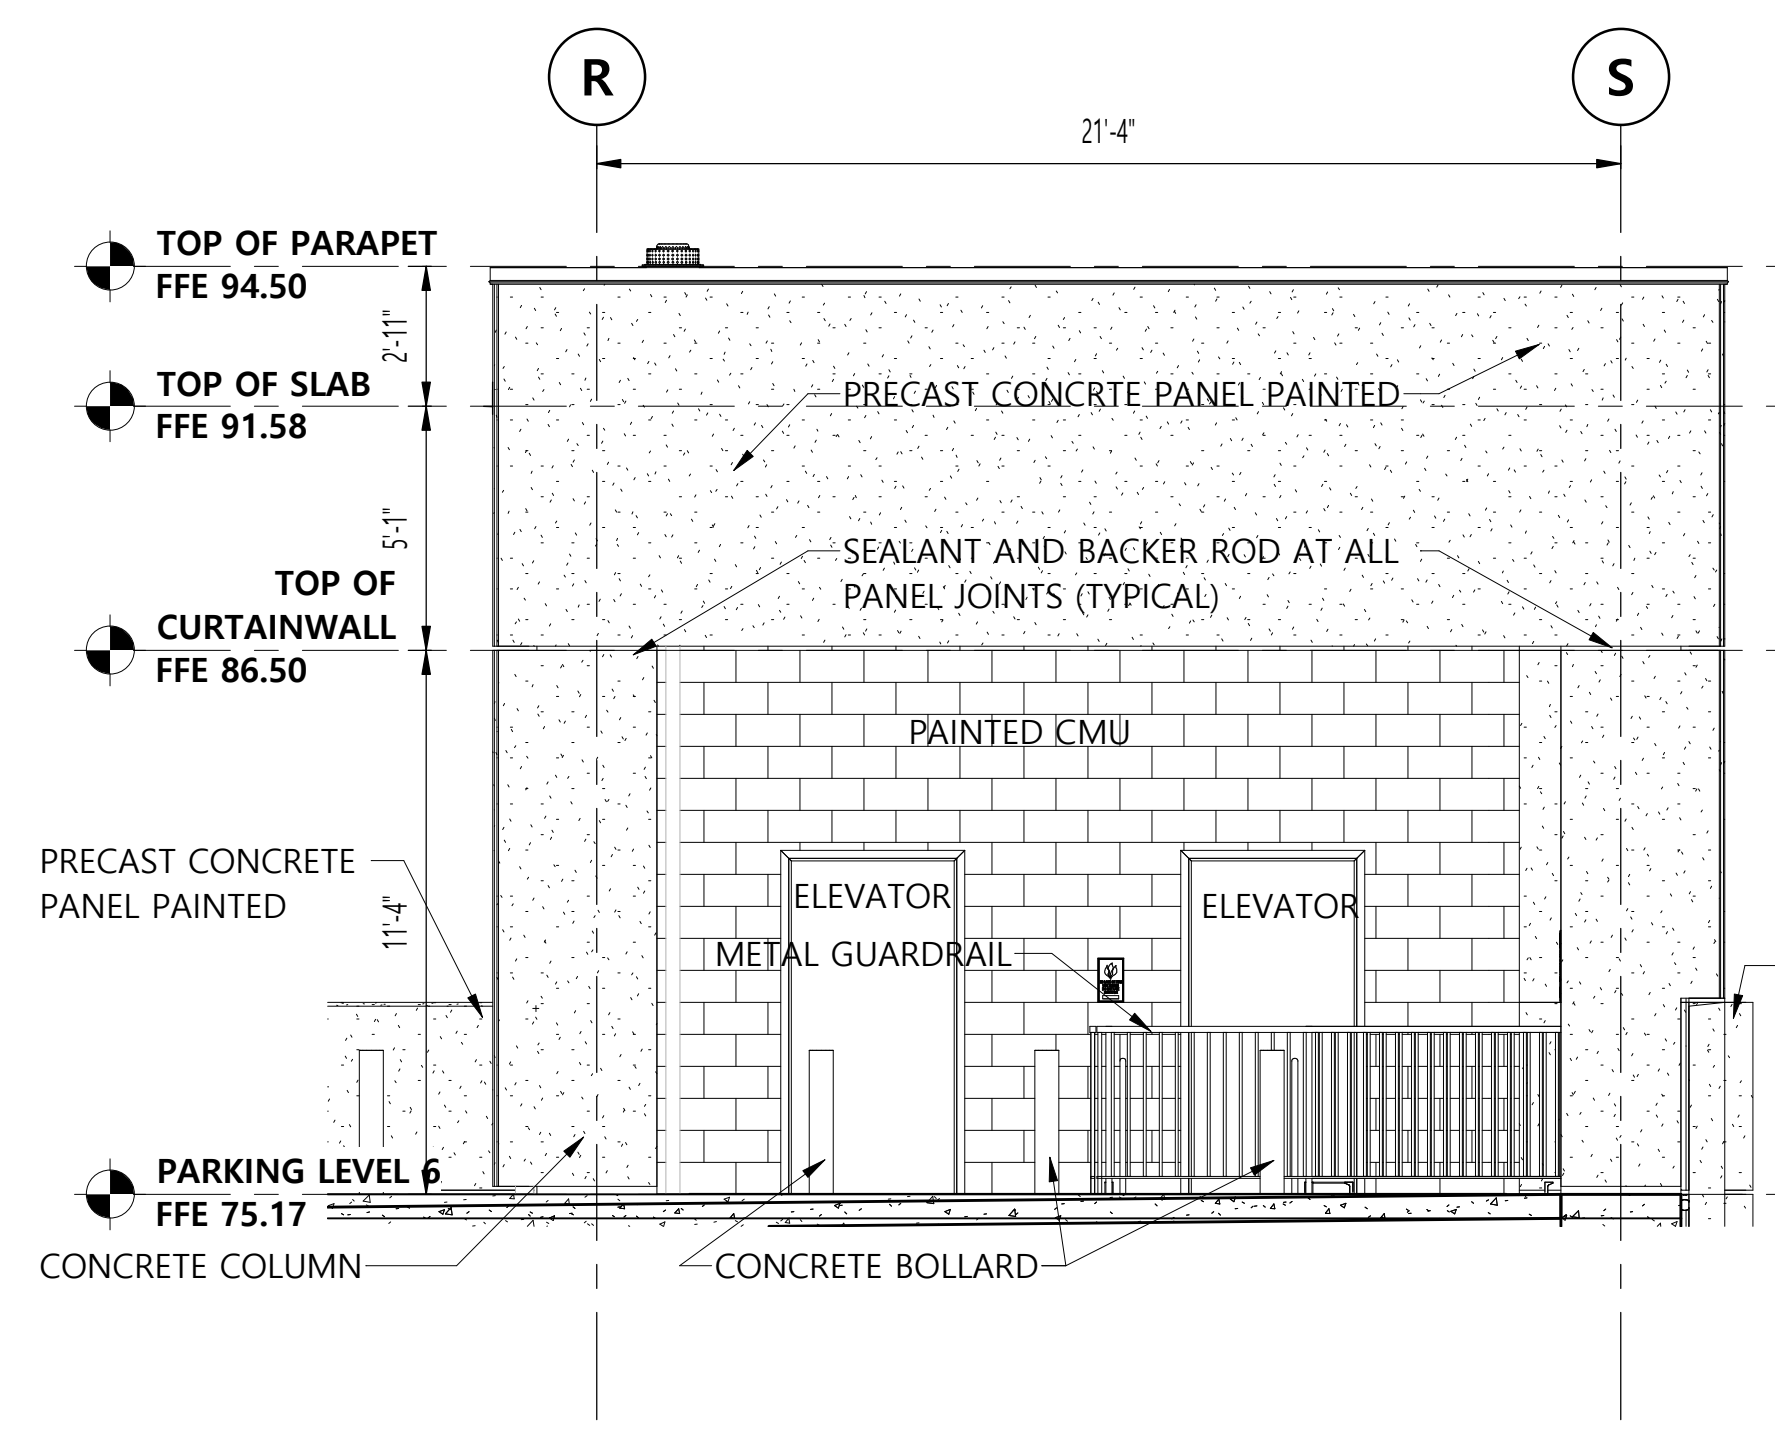 R
S
21'-4"
TOP OF PARAPET
FFE 94.50
2'-11"
TOP OF SLAB
FFE 91.58
PRECAST CONCRTE PANEL PAINTED
5'-1"
SEALANT AND BACKER ROD AT ALL
PANEL JOINTS (TYPICAL)
TOP OF
CURTAINWALL
FFE 86.50
PAINTED CMU
PRECAST CONCRETE
PANEL PAINTED
11'-4"
ELEVATOR
ELEVATOR
METAL GUARDRAIL
PARKING LEVEL 6
FFE 75.17
CONCRETE COLUMN
CONCRETE BOLLARD